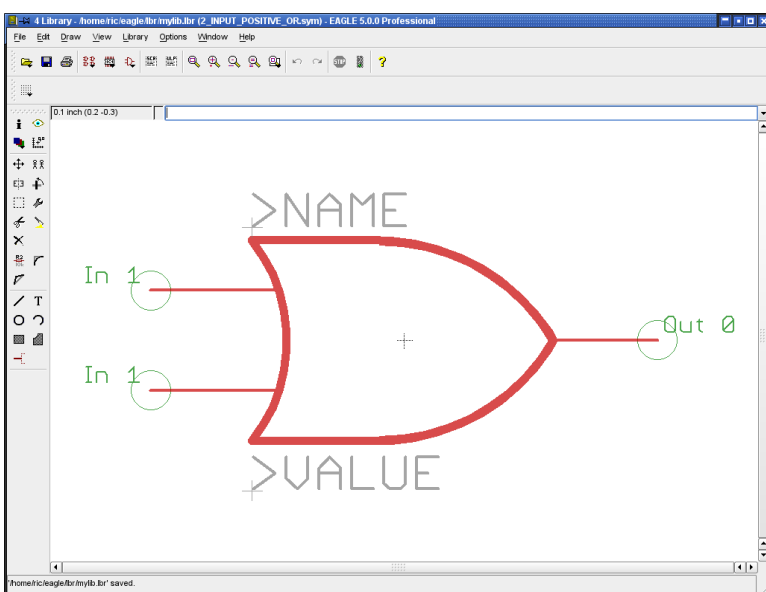 4 Library - /home/ric/eagle/lbr/mylib.lbr (2_INPUT_POSITIVE_OR.sym) - EAGLE 5.0.0 Professional
File Edit Draw View Library Options Window Help
0.1 inch (0.2 -0.3)
>NAME
In 1
Out 0
In 1
>VALUE
'/home/ric/eagle/lbr/mylib.lbr' saved.